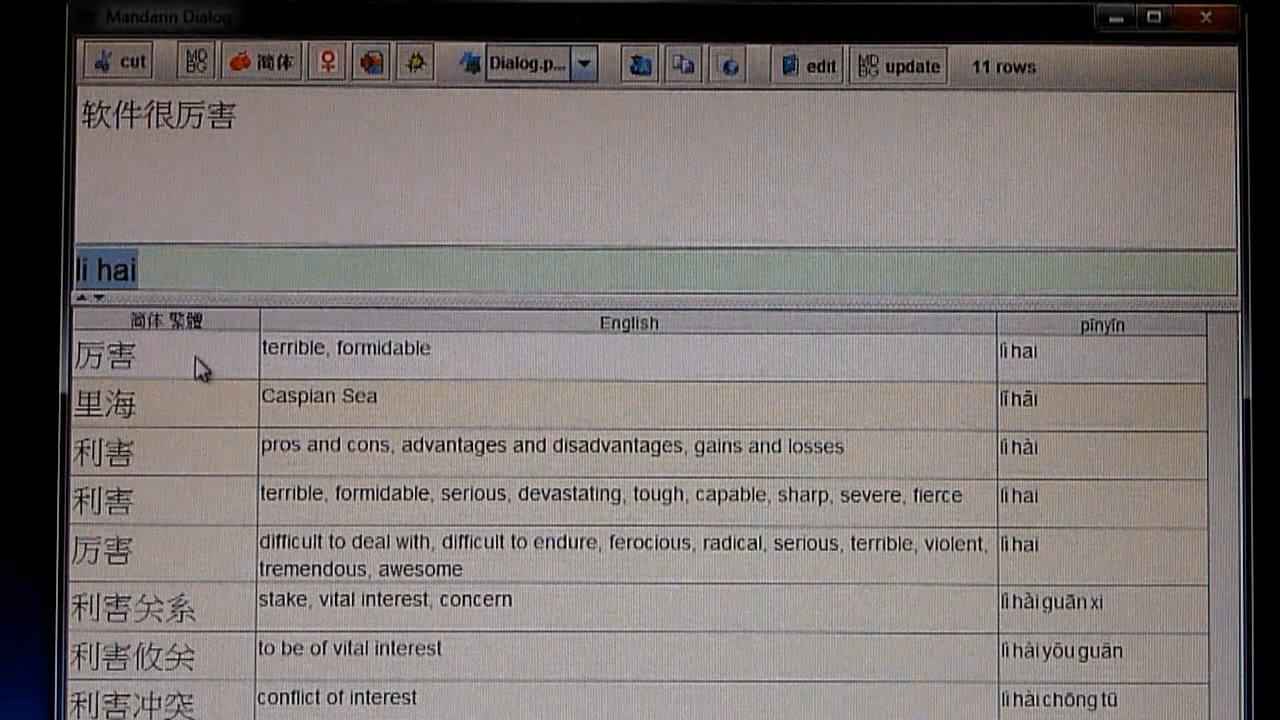 Mandarin Dialog
cut MDBG 简体 Dialog.p... edit MDBG update 11 rows
软件很厉害
li hai
简体 繁體 English pīnyīn
厉害 terrible, formidable lì hai
里海 Caspian Sea lǐ hǎi
利害 pros and cons, advantages and disadvantages, gains and losses lì hài
利害 terrible, formidable, serious, devastating, tough, capable, sharp, severe, fierce lì hai
厉害 difficult to deal with, difficult to endure, ferocious, radical, serious, terrible, violent, lì hai
tremendous, awesome
利害关系 stake, vital interest, concern lì hài guān xi
利害攸关 to be of vital interest lì hài yōu guān
利害冲突 conflict of interest lì hài chōng tū